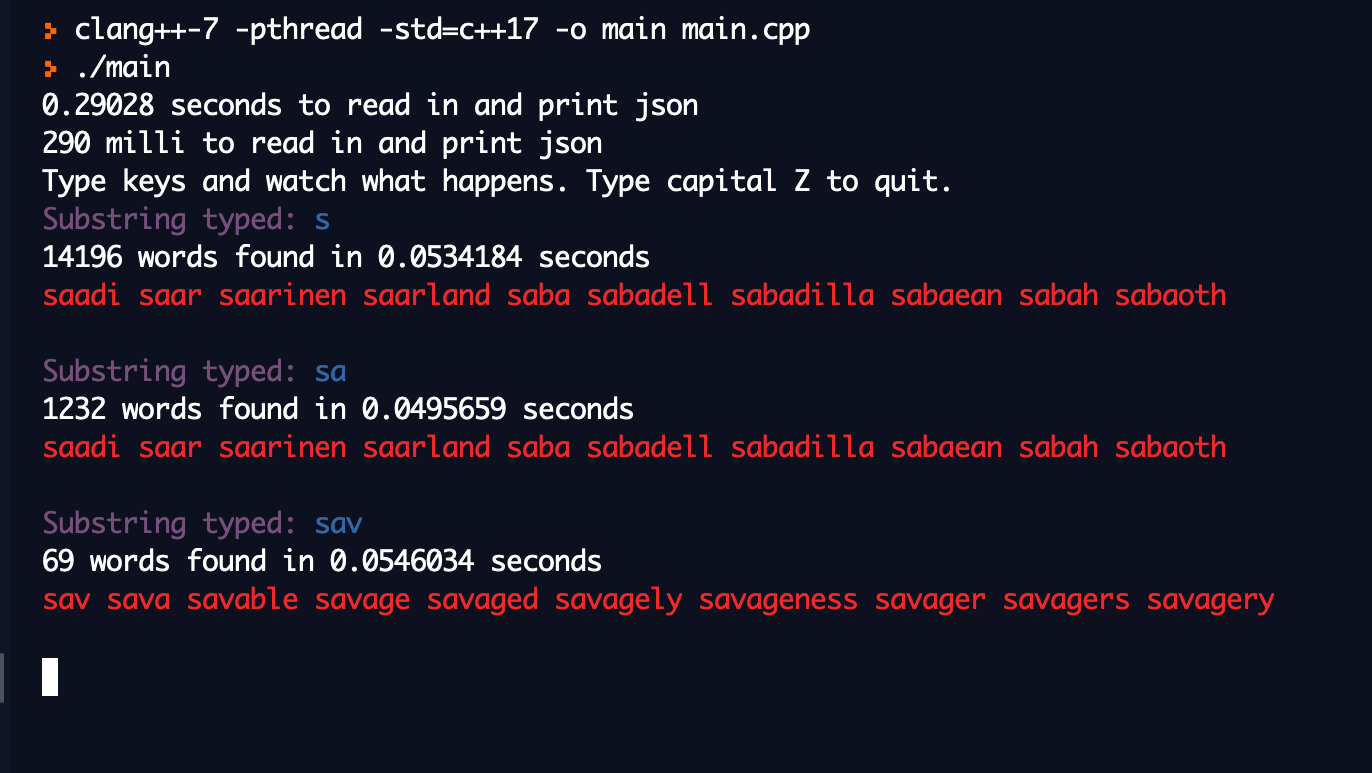 clang++-7 -pthread -std=c++17 -o main main.cpp
./main
0.29028 seconds to read in and print json
290 milli to read in and print json
Type keys and watch what happens. Type capital Z to quit.
Substring typed: s
14196 words found in 0.0534184 seconds
saadi saar saarinen saarland saba sabadell sabadilla sabaean sabah sabaoth
Substring typed: sa
1232 words found in 0.0495659 seconds
saadi saar saarinen saarland saba sabadell sabadilla sabaean sabah sabaoth
Substring typed: sav
69 words found in 0.0546034 seconds
sav sava savable savage savaged savagely savageness savager savagers savagery